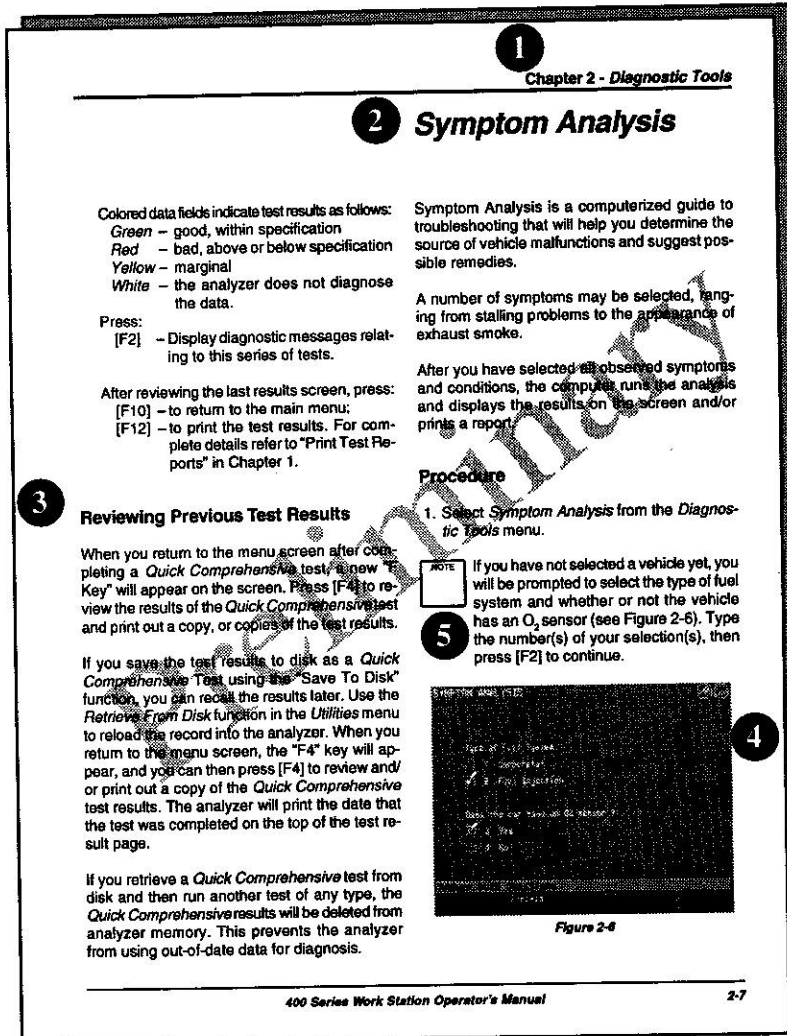 1
Chapter 2 - Diagnostic Tools
2 Symptom Analysis
Colored data fields indicate test results as follows:
Green – good, within specification
Red – bad, above or below specification
Yellow – marginal
White – the analyzer does not diagnose
the data.
Press:
[F2] – Display diagnostic messages relat-
ing to this series of tests.
After reviewing the last results screen, press:
[F10] – to return to the main menu;
[F12] – to print the test results. For com-
plete details refer to "Print Test Re-
ports" in Chapter 1.
3
Reviewing Previous Test Results
When you return to the menu screen after com-
pleting a Quick Comprehensive test, a new "F
Key" will appear on the screen. Press [F4] to re-
view the results of the Quick Comprehensive test
and print out a copy, or copies of the test results.
If you save the test results to disk as a Quick
Comprehensive Test using the "Save To Disk"
function, you can recall the results later. Use the
Retrieve From Disk function in the Utilities menu
to reload the record into the analyzer. When you
return to the menu screen, the "F4" key will ap-
pear, and you can then press [F4] to review and/
or print out a copy of the Quick Comprehensive
test results. The analyzer will print the date that
the test was completed on the top of the test re-
sult page.
If you retrieve a Quick Comprehensive test from
disk and then run another test of any type, the
Quick Comprehensive results will be deleted from
analyzer memory. This prevents the analyzer
from using out-of-date data for diagnosis.
Symptom Analysis is a computerized guide to
troubleshooting that will help you determine the
source of vehicle malfunctions and suggest pos-
sible remedies.
A number of symptoms may be selected, rang-
ing from stalling problems to the appearance of
exhaust smoke.
After you have selected all observed symptoms
and conditions, the computer runs the analysis
and displays the results on the screen and/or
prints a report.
Procedure
1. Select Symptom Analysis from the Diagnos-
tic Tools menu.
NOTE
If you have not selected a vehicle yet, you
will be prompted to select the type of fuel
system and whether or not the vehicle
has an O₂ sensor (see Figure 2-6). Type
the number(s) of your selection(s), then
press [F2] to continue.
5
4
Type of Fuel System
Carburetor
2 Fuel Injection
Does the car have an O2 sensor ?
Yes
No
Figure 2-6
400 Series Work Station Operator's Manual
2-7
Preliminary